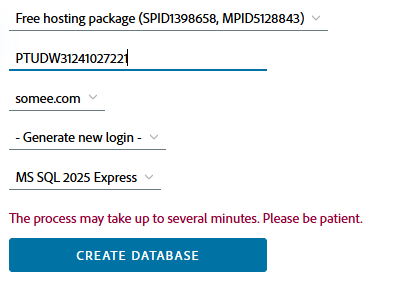 Free hosting package (SPID1398658, MPID5128843)
PTUDW31241027221
somee.com
- Generate new login -
MS SQL 2025 Express
The process may take up to several minutes. Please be patient.
CREATE DATABASE